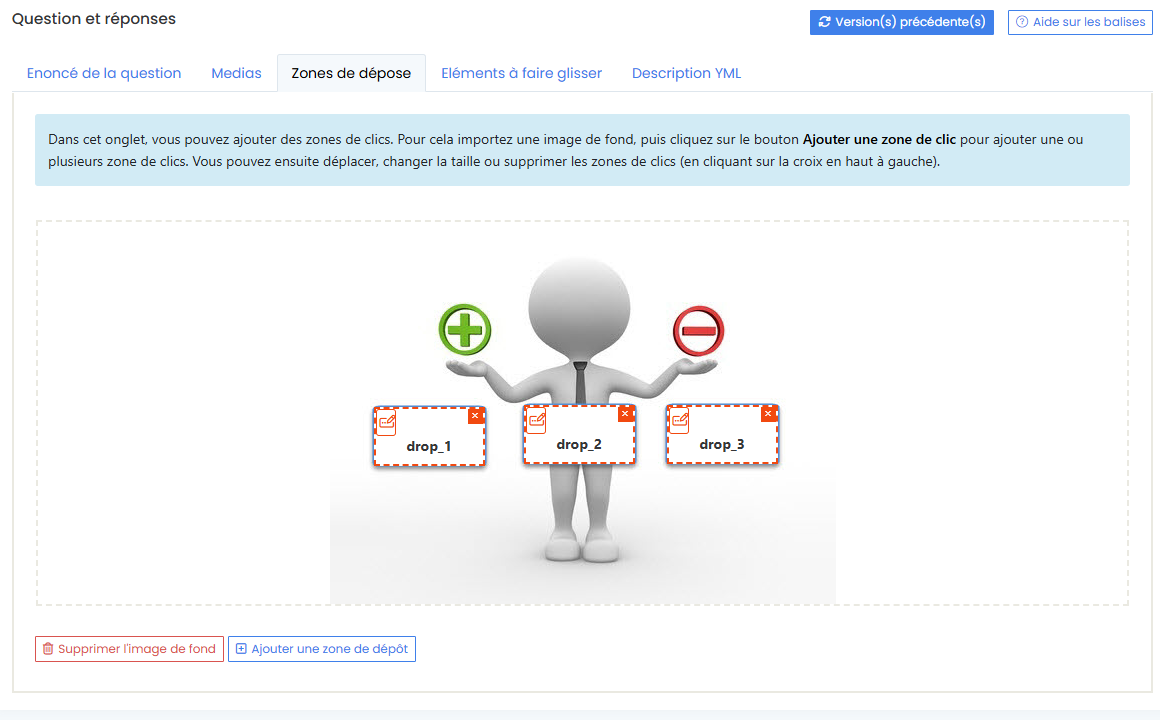 Question et réponses
Version(s) précédente(s)
Aide sur les balises
Enoncé de la question
Medias
Zones de dépose
Eléments à faire glisser
Description YML
Dans cet onglet, vous pouvez ajouter des zones de clics. Pour cela importez une image de fond, puis cliquez sur le bouton Ajouter une zone de clic pour ajouter une ou
plusieurs zone de clics. Vous pouvez ensuite déplacer, changer la taille ou supprimer les zones de clics (en cliquant sur la croix en haut à gauche).
drop_1
drop_2
drop_3
Supprimer l'image de fond
Ajouter une zone de dépôt